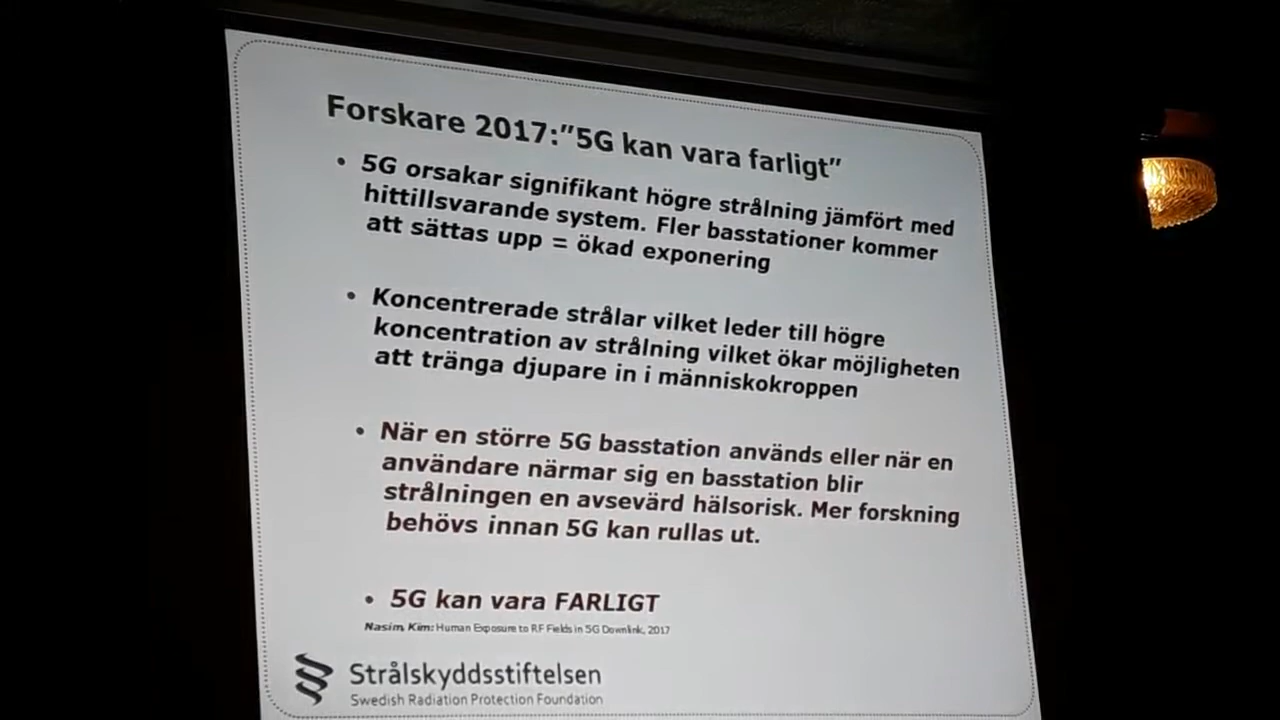 Forskare 2017:"5G kan vara farligt"
• 5G orsakar signifikant högre strålning jämfört med
hittillsvarande system. Fler basstationer kommer
att sättas upp = ökad exponering
• Koncentrerade strålar vilket leder till högre
koncentration av strålning vilket ökar möjligheten
att tränga djupare in i människokroppen
• När en större 5G basstation används eller när en
användare närmar sig en basstation blir
strålningen en avsevärd hälsorisk. Mer forskning
behövs innan 5G kan rullas ut.
• 5G kan vara FARLIGT
Nasim, Kim: Human Exposure to RF Fields in 5G Downlink, 2017
Strålskyddsstiftelsen
Swedish Radiation Protection Foundation